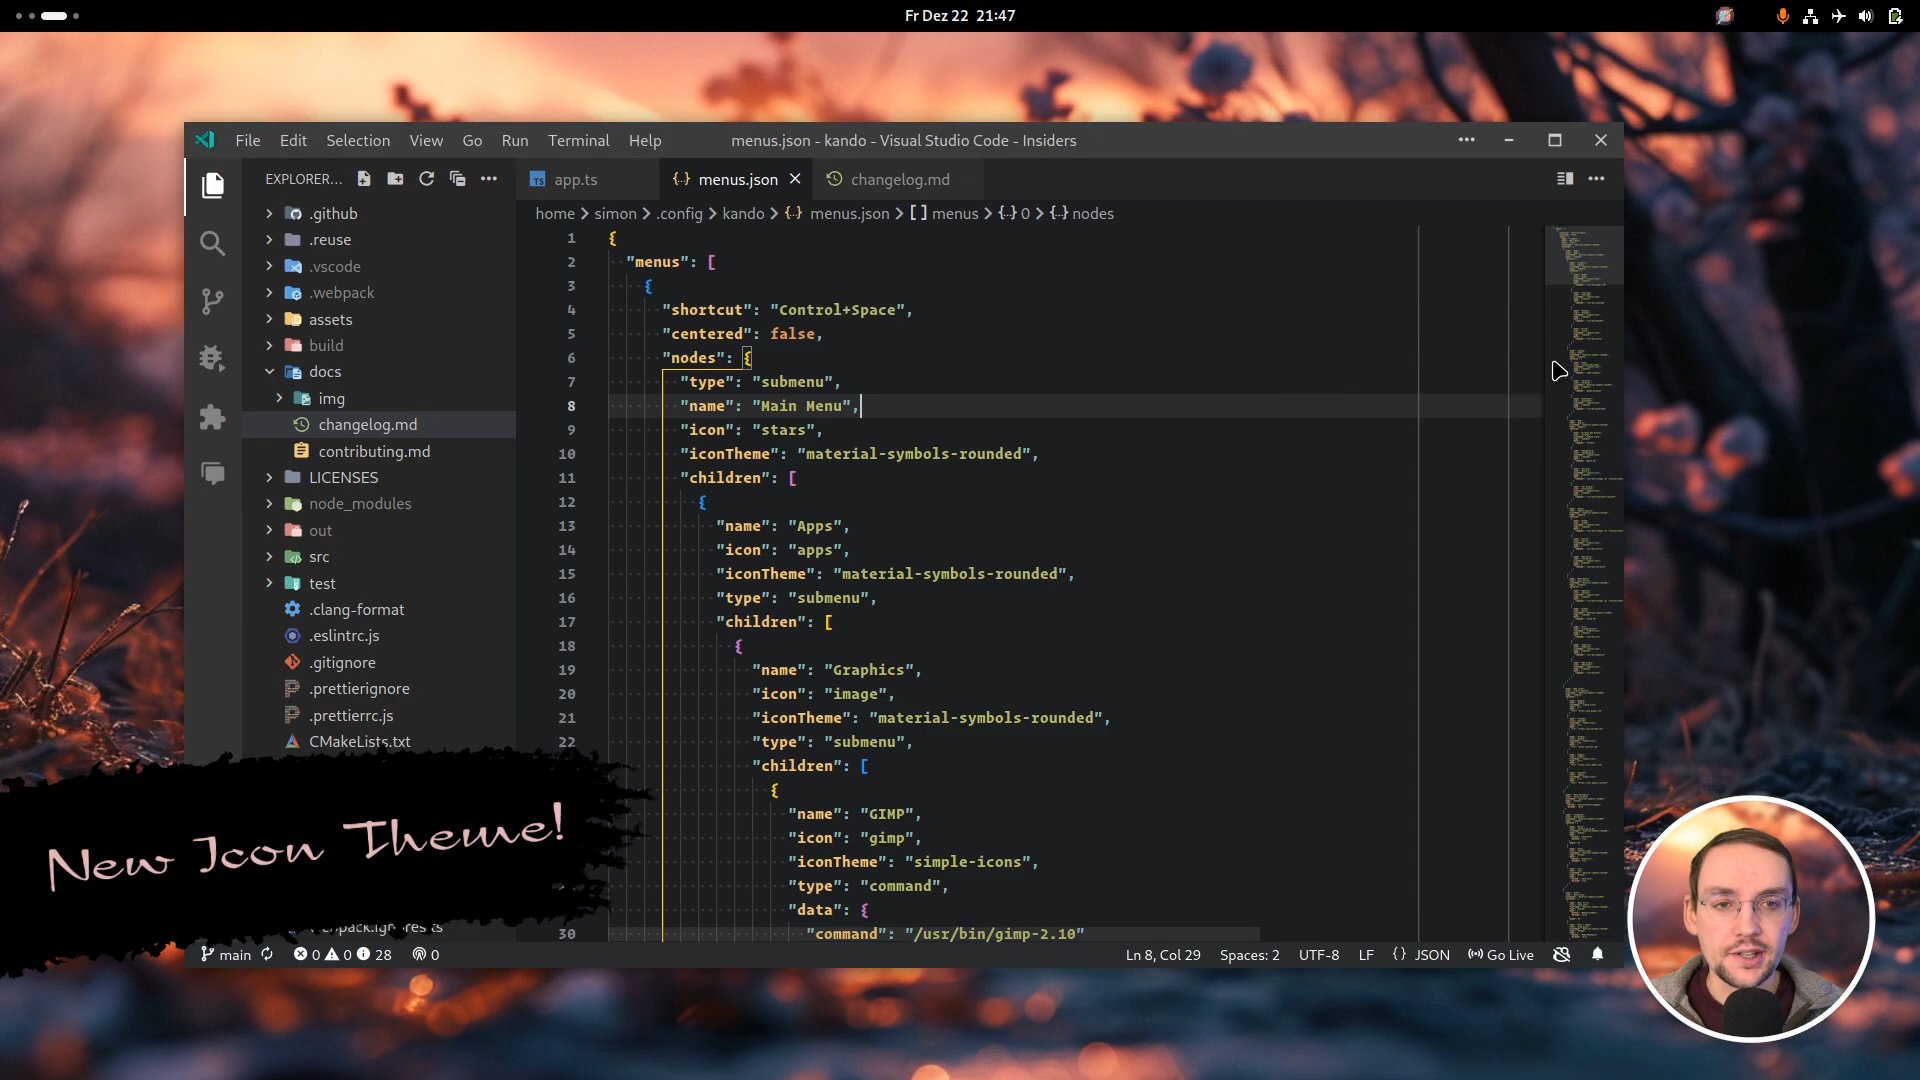 Fr Dez 22 21:47
File Edit Selection View Go Run Terminal Help
menus.json - kando - Visual Studio Code - Insiders
EXPLORER...
app.ts
menus.json
changelog.md
home > simon > .config > kando > {..} menus.json > [ ] menus > {..} 0 > {..} nodes
.github
.reuse
.vscode
.webpack
assets
build
docs
img
changelog.md
contributing.md
LICENSES
node_modules
out
src
test
.clang-format
.eslintrc.js
.gitignore
.prettierignore
.prettierrc.js
CMakeLists.txt
1 {
2 "menus": [
3 {
4 "shortcut": "Control+Space",
5 "centered": false,
6 "nodes": {
7 "type": "submenu",
8 "name": "Main Menu",
9 "icon": "stars",
10 "iconTheme": "material-symbols-rounded",
11 "children": [
12 {
13 "name": "Apps",
14 "icon": "apps",
15 "iconTheme": "material-symbols-rounded",
16 "type": "submenu",
17 "children": [
18 {
19 "name": "Graphics",
20 "icon": "image",
21 "iconTheme": "material-symbols-rounded",
22 "type": "submenu",
"children": [
{
"name": "GIMP",
"icon": "gimp",
"iconTheme": "simple-icons",
"type": "command",
"data": {
30 "command": "/usr/bin/gimp-2.10"
New Icon Theme!
main 0 0 28 0
Ln 8, Col 29 Spaces: 2 UTF-8 LF { } JSON Go Live